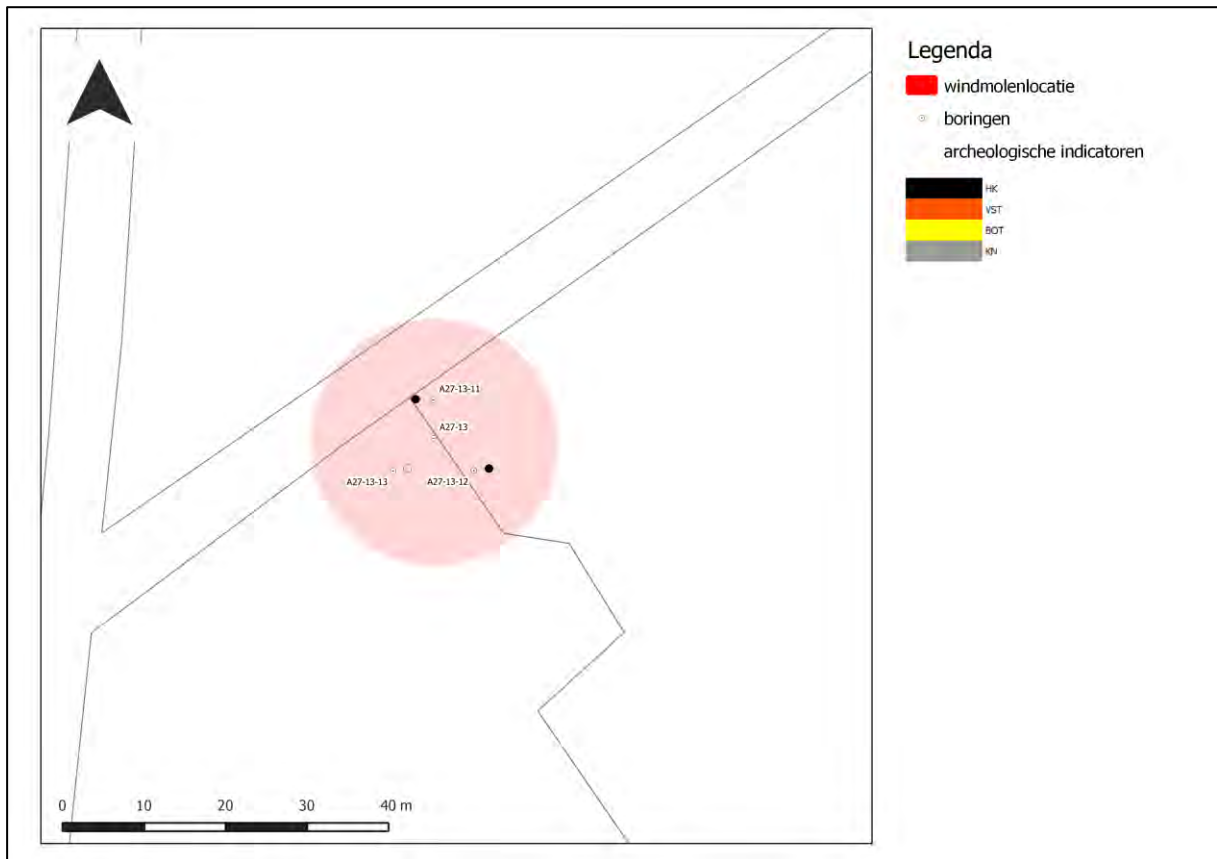 Legenda
windmolenlocatie
boringen
archeologische indicatoren
HK
VST
BOT
KN
A27-13-11
A27-13
A27-13-13
A27-13-12
0 10 20 30 40 m